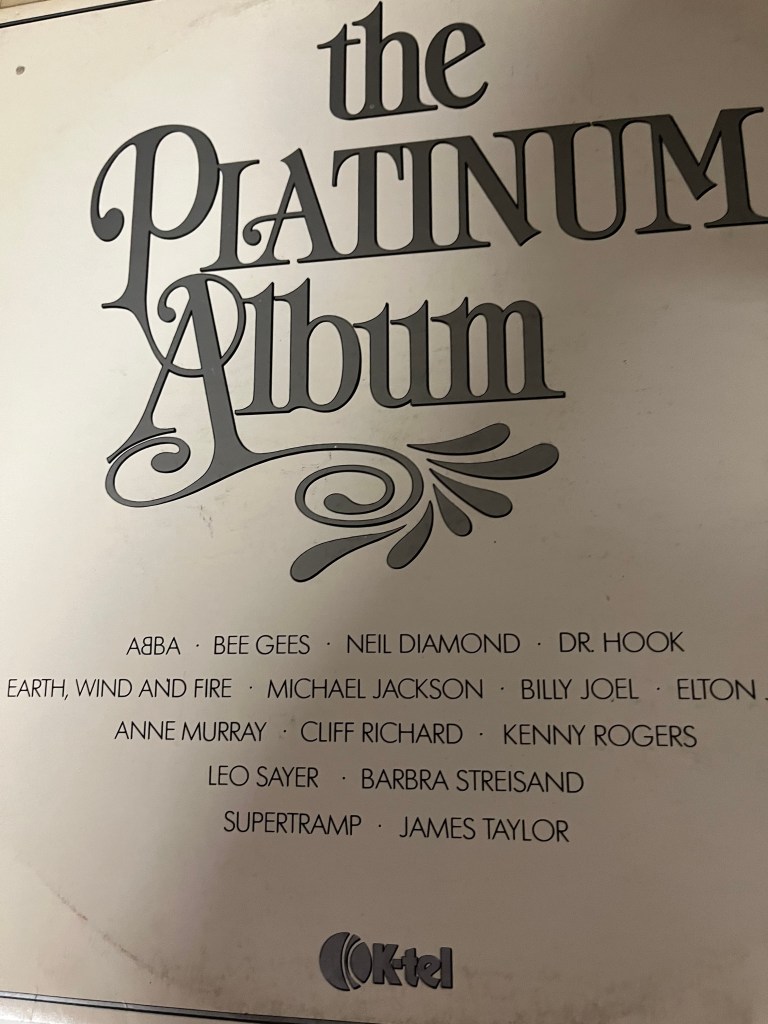 the
PLATINUM
Album
ABBA · BEE GEES · NEIL DIAMOND · DR. HOOK
EARTH, WIND AND FIRE · MICHAEL JACKSON · BILLY JOEL · ELTON
ANNE MURRAY · CLIFF RICHARD · KENNY ROGERS
LEO SAYER · BARBRA STREISAND
SUPERTRAMP · JAMES TAYLOR
K-tel